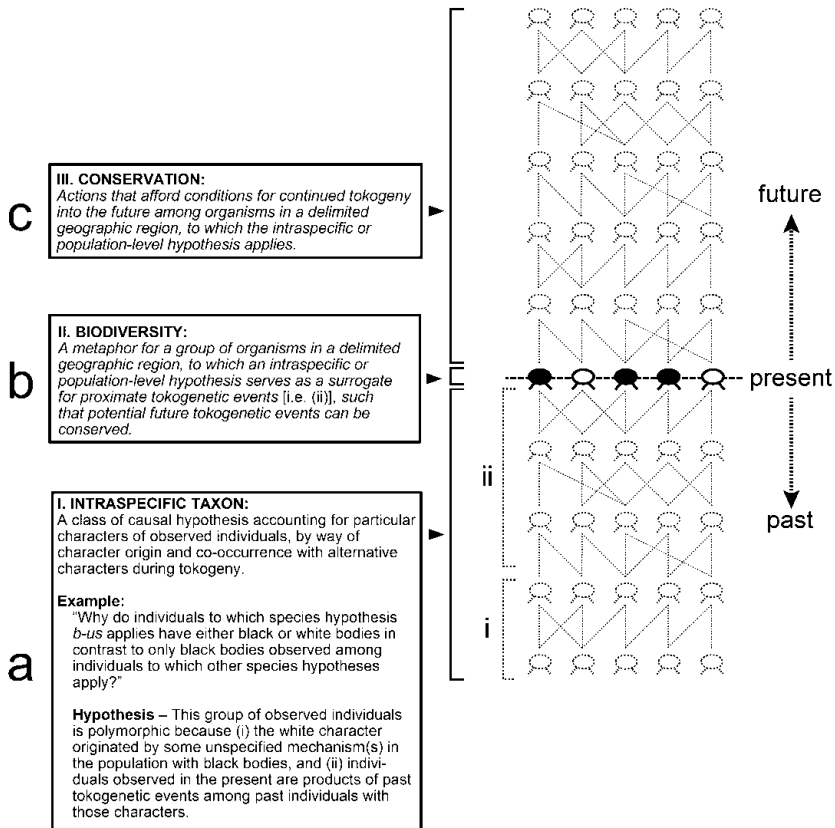 c
III. CONSERVATION:
Actions that afford conditions for continued tokogeny
into the future among organisms in a delimited
geographic region, to which the intraspecific or
population-level hypothesis applies.
future
b
II. BIODIVERSITY:
A metaphor for a group of organisms in a delimited
geographic region, to which an intraspecific or
population-level hypothesis serves as a surrogate
for proximate tokogenetic events [i.e. (ii)], such
that potential future tokogenetic events can be
conserved.
present
ii
past
i
a
I. INTRASPECIFIC TAXON:
A class of causal hypothesis accounting for particular
characters of observed individuals, by way of
character origin and co-occurrence with alternative
characters during tokogeny.
Example:
"Why do individuals to which species hypothesis
b-us applies have either black or white bodies in
contrast to only black bodies observed among
individuals to which other species hypotheses
apply?"
Hypothesis – This group of observed individuals
is polymorphic because (i) the white character
originated by some unspecified mechanism(s) in
the population with black bodies, and (ii) indivi-
duals observed in the present are products of past
tokogenetic events among past individuals with
those characters.